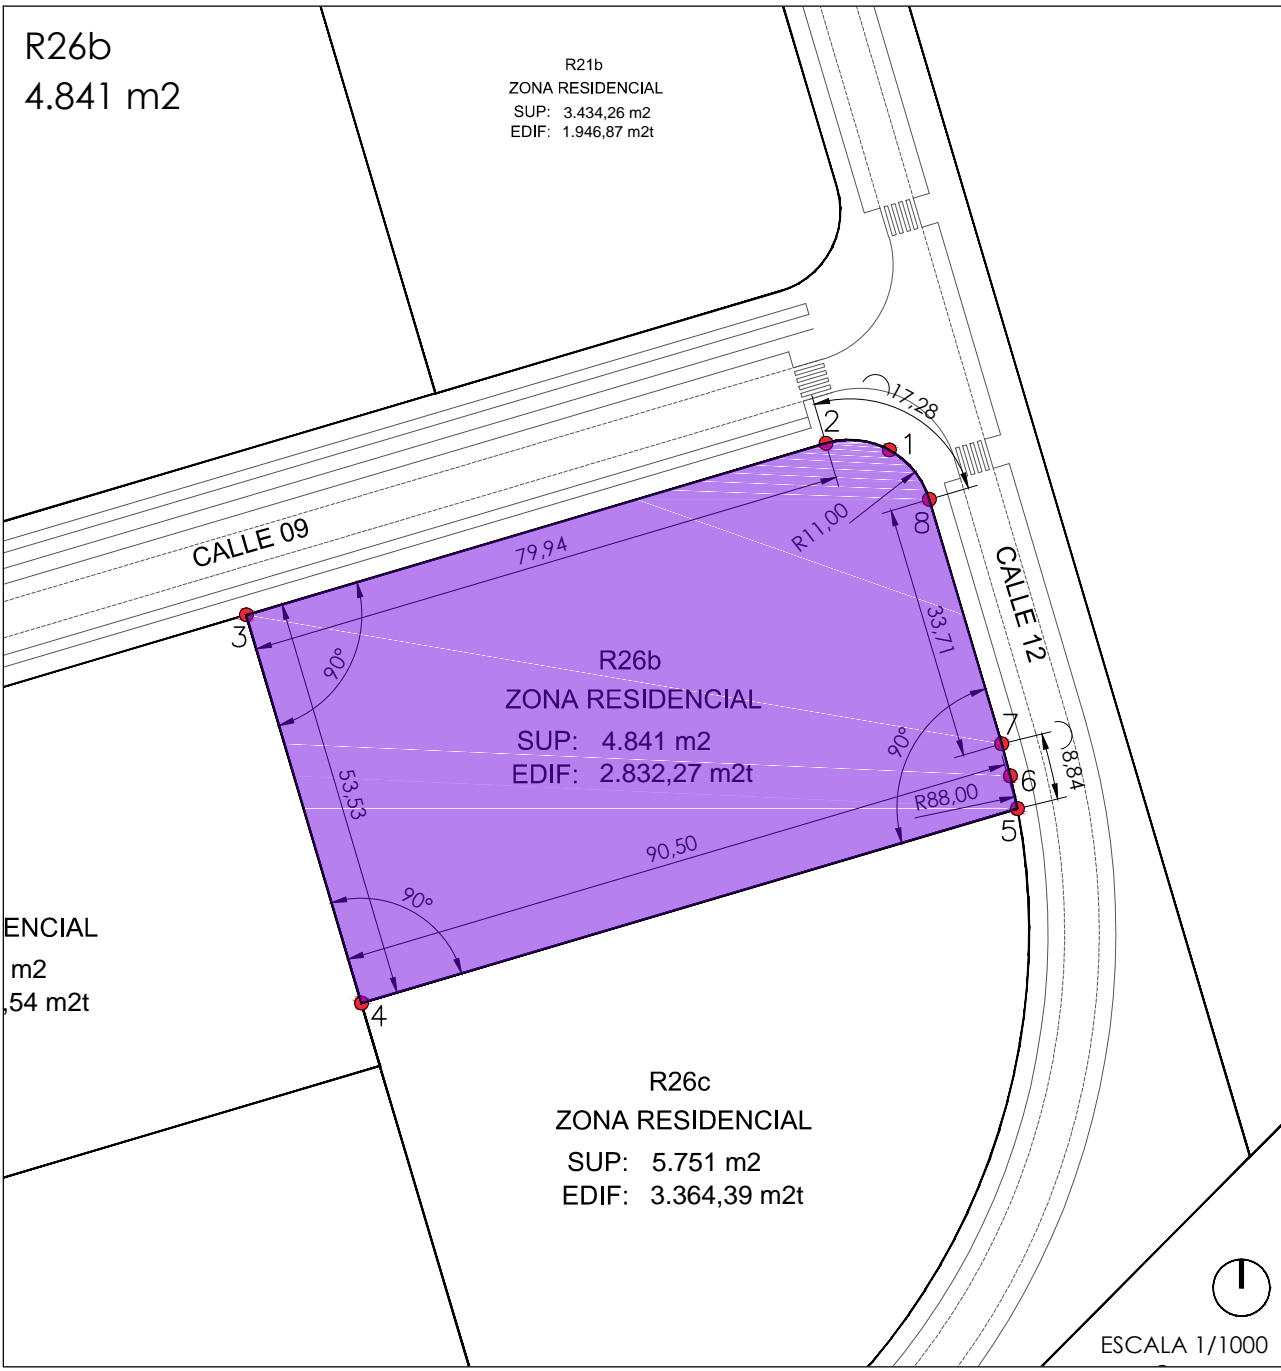 R26b
4.841 m2
R21b
ZONA RESIDENCIAL
SUP: 3.434,26 m2
EDIF: 1.946,87 m2t
17,28
2
1
8
R11,00
CALLE 09
79,94
CALLE 12
3
90°
33,71
R26b
ZONA RESIDENCIAL
SUP: 4.841 m2
EDIF: 2.832,27 m2t
90°
7
8,84
6
53,53
R88,00
5
90,50
90°
4
ENCIAL
m2
,54 m2t
R26c
ZONA RESIDENCIAL
SUP: 5.751 m2
EDIF: 3.364,39 m2t
ESCALA 1/1000